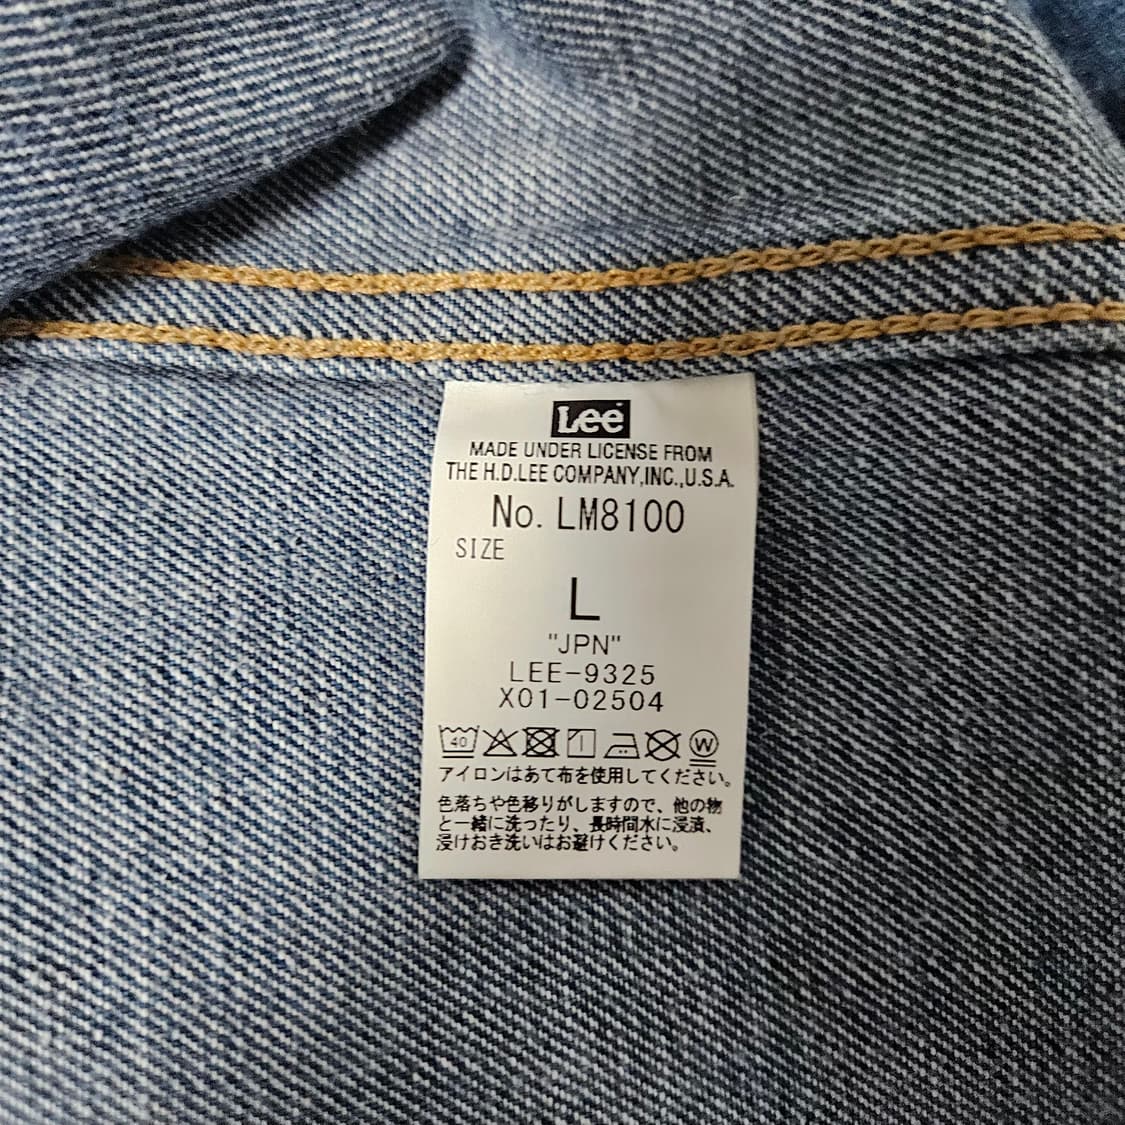 Lee
MADE UNDER LICENSE FROM
THE H.D.LEE COMPANY,INC.,U.S.A.
No. LM8100
SIZE
L
"JPN"
LEE-9325
X01-02504
40 W
アイロンはあて布を使用してください。
色落ちや色移りがしますので、他の物
と一緒に洗ったり、長時間水に浸漬、
浸けおき洗いはお避けください。